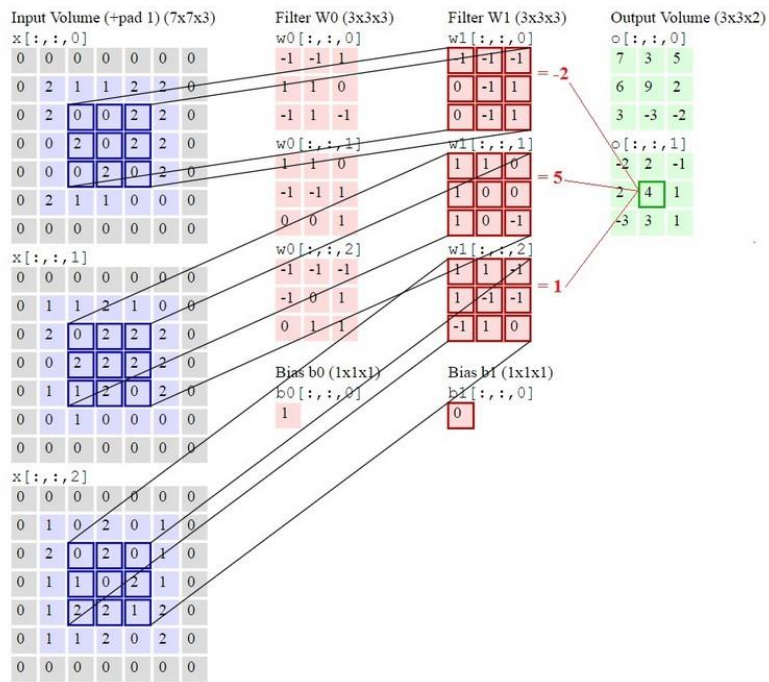 Input Volume (+pad 1) (7x7x3)
x[:,:,0]
0 0 0 0 0 0 0
0 2 1 1 2 2 0
0 2 0 0 2 2 0
0 0 2 0 2 2 0
0 0 0 2 0 2 0
0 2 1 1 0 0 0
0 0 0 0 0 0 0
x[:,:,1]
0 0 0 0 0 0 0
0 1 1 2 1 0 0
0 2 0 2 2 2 0
0 0 2 2 2 2 0
0 1 1 2 0 2 0
0 0 1 0 0 0 0
0 0 0 0 0 0 0
x[:,:,2]
0 0 0 0 0 0 0
0 1 0 2 0 1 0
0 2 0 2 0 1 0
0 1 1 0 2 1 0
0 1 2 2 1 2 0
0 1 1 2 0 2 0
0 0 0 0 0 0 0
Filter W0 (3x3x3)
w0[:,:,0]
-1 -1 1
1 1 0
-1 1 -1
w0[:,:,1]
1 1 0
-1 -1 1
0 0 1
w0[:,:,2]
-1 -1 -1
-1 0 1
0 1 1
Bias b0 (1x1x1)
b0[:,:,0]
1
Filter W1 (3x3x3)
w1[:,:,0]
-1 -1 -1
0 -1 1
0 -1 1
= -2
w1[:,:,1]
1 1 0
1 0 0
1 0 -1
= 5
w1[:,:,2]
1 1 -1
1 -1 -1
-1 1 0
= 1
Bias b1 (1x1x1)
b1[:,:,0]
0
Output Volume (3x3x2)
o[:,:,0]
7 3 5
6 9 2
3 -3 -2
o[:,:,1]
-2 2 -1
2 4 1
-3 3 1